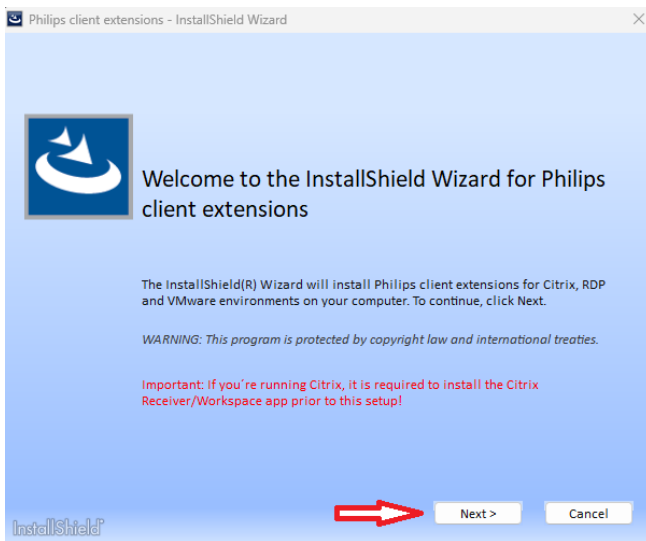 Philips client extensions - InstallShield Wizard
Welcome to the InstallShield Wizard for Philips
client extensions
The InstallShield(R) Wizard will install Philips client extensions for Citrix, RDP
and VMware environments on your computer. To continue, click Next.
WARNING: This program is protected by copyright law and international treaties.
Important: If you´re running Citrix, it is required to install the Citrix
Receiver/Workspace app prior to this setup!
InstallShield
Next >
Cancel